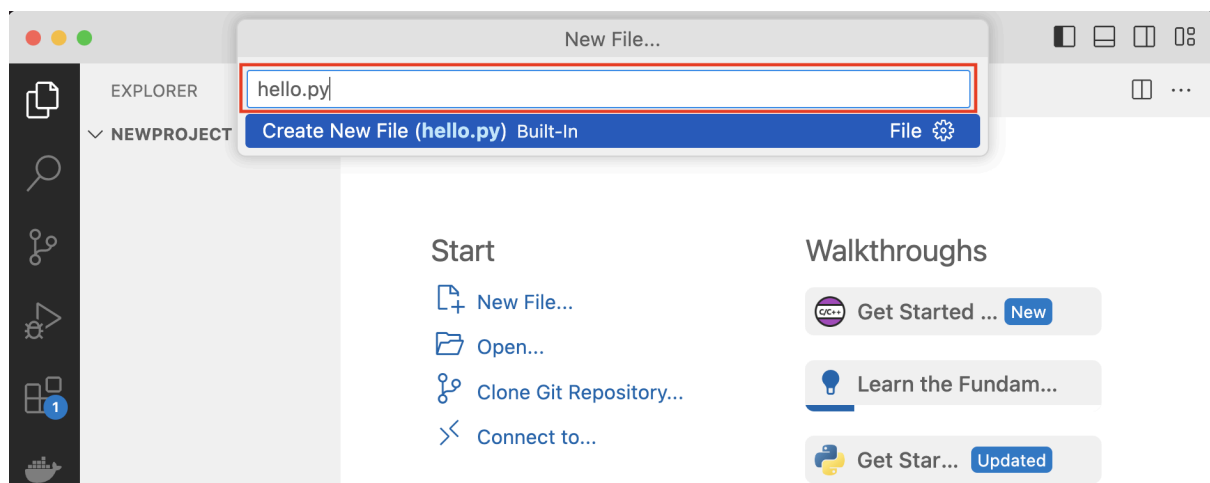 New File...
EXPLORER
hello.py
NEWPROJECT
Create New File (hello.py) Built-In File
Start
New File...
Open...
Clone Git Repository...
Connect to...
Walkthroughs
C/C++ Get Started ... New
Learn the Fundam...
Get Star... Updated
1